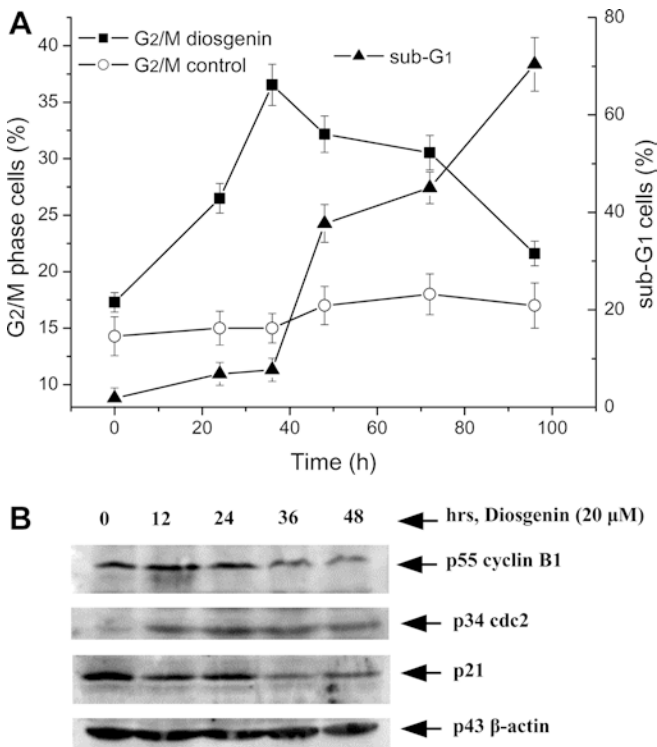 A
G2/M diosgenin
G2/M control
sub-G1
G2/M phase cells (%)
40
35
30
25
20
15
10
80
60
40
20
0
sub-G1 cells (%)
0 20 40 60 80 100
Time (h)
B
0 12 24 36 48 hrs, Diosgenin (20 µM)
p55 cyclin B1
p34 cdc2
p21
p43 β-actin